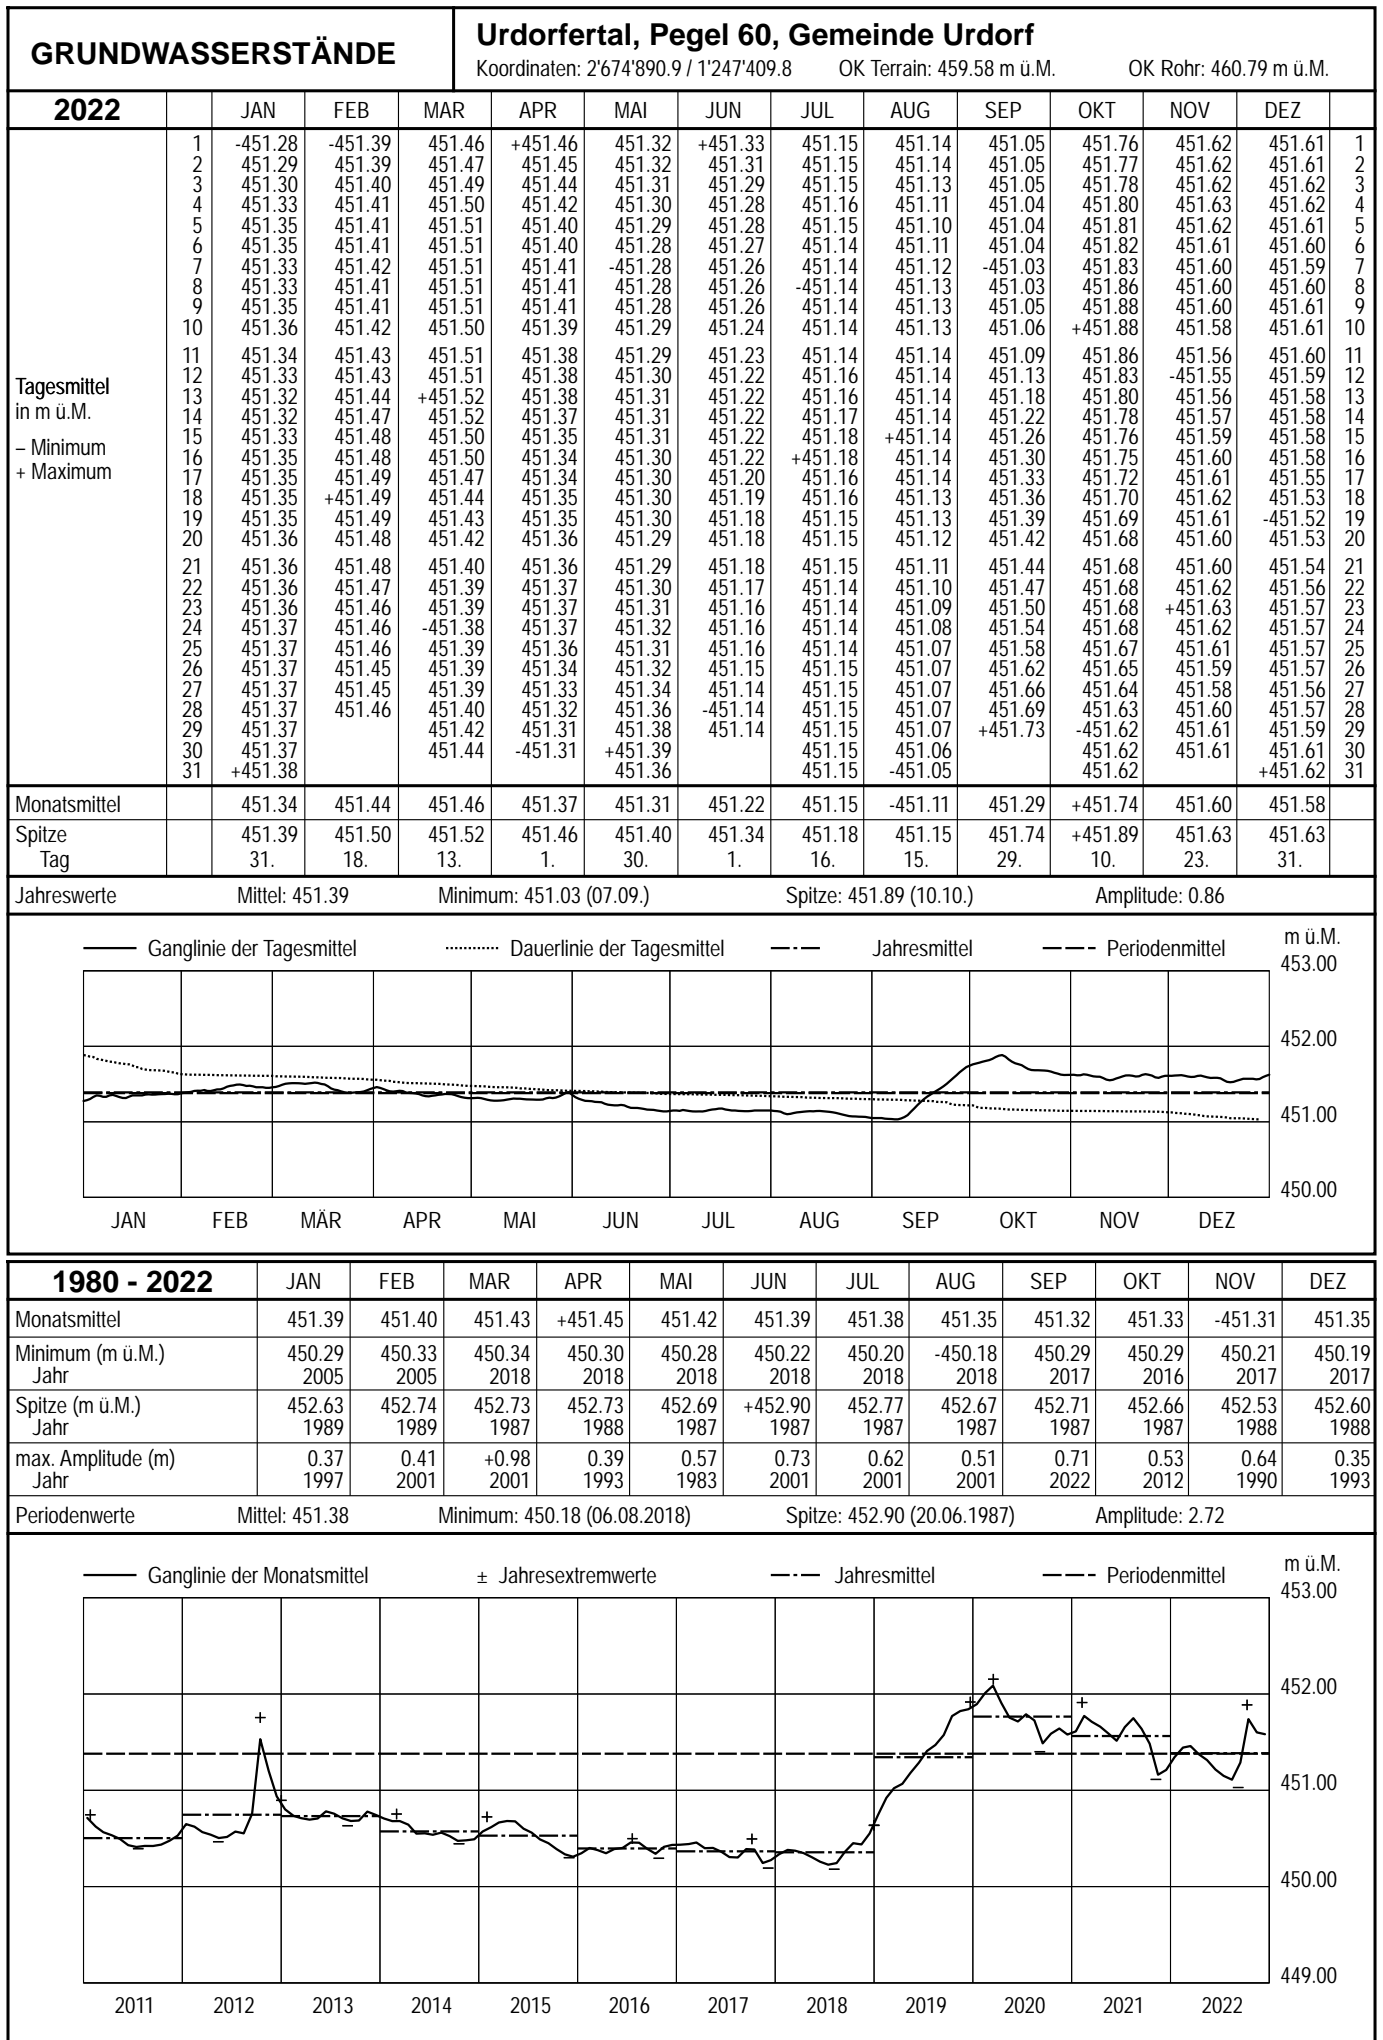 GRUNDWASSERSTÄNDE
Urdorfertal, Pegel 60, Gemeinde Urdorf
Koordinaten: 2'674'890.9 / 1'247'409.8 OK Terrain: 459.58 m ü.M. OK Rohr: 460.79 m ü.M.
2022 JAN FEB MAR APR MAI JUN JUL AUG SEP OKT NOV DEZ
1 -451.28 -451.39 451.46 +451.46 451.32 +451.33 451.15 451.14 451.05 451.76 451.62 451.61 1
2 451.29 451.39 451.47 451.45 451.32 451.31 451.15 451.14 451.05 451.77 451.62 451.61 2
3 451.30 451.40 451.49 451.44 451.31 451.29 451.15 451.13 451.05 451.78 451.62 451.62 3
4 451.33 451.41 451.50 451.42 451.30 451.28 451.16 451.11 451.04 451.80 451.63 451.62 4
5 451.35 451.41 451.51 451.40 451.29 451.28 451.15 451.10 451.04 451.81 451.62 451.61 5
6 451.35 451.41 451.51 451.40 451.28 451.27 451.14 451.11 451.04 451.82 451.61 451.60 6
7 451.33 451.42 451.51 451.41 -451.28 451.26 451.14 451.12 -451.03 451.83 451.60 451.59 7
8 451.33 451.41 451.51 451.41 451.28 451.26 -451.14 451.13 451.03 451.86 451.60 451.60 8
9 451.35 451.41 451.51 451.41 451.28 451.26 451.14 451.13 451.05 451.88 451.60 451.61 9
10 451.36 451.42 451.50 451.39 451.29 451.24 451.14 451.13 451.06 +451.88 451.58 451.61 10
11 451.34 451.43 451.51 451.38 451.29 451.23 451.14 451.14 451.09 451.86 451.56 451.60 11
12 451.33 451.43 451.51 451.38 451.30 451.22 451.16 451.14 451.13 451.83 -451.55 451.59 12
Tagesmittel
13 451.32 451.44 +451.52 451.38 451.31 451.22 451.16 451.14 451.18 451.80 451.56 451.58 13
in m ü.M.
14 451.32 451.47 451.52 451.37 451.31 451.22 451.17 451.14 451.22 451.78 451.57 451.58 14
15 451.33 451.48 451.50 451.35 451.31 451.22 451.18 +451.14 451.26 451.76 451.59 451.58 15
– Minimum
16 451.35 451.48 451.50 451.34 451.30 451.22 +451.18 451.14 451.30 451.75 451.60 451.58 16
+ Maximum
17 451.35 451.49 451.47 451.34 451.30 451.20 451.16 451.14 451.33 451.72 451.61 451.55 17
18 451.35 +451.49 451.44 451.35 451.30 451.19 451.16 451.13 451.36 451.70 451.62 451.53 18
19 451.35 451.49 451.43 451.35 451.30 451.18 451.15 451.13 451.39 451.69 451.61 -451.52 19
20 451.36 451.48 451.42 451.36 451.29 451.18 451.15 451.12 451.42 451.68 451.60 451.53 20
21 451.36 451.48 451.40 451.36 451.29 451.18 451.15 451.11 451.44 451.68 451.60 451.54 21
22 451.36 451.47 451.39 451.37 451.30 451.17 451.14 451.10 451.47 451.68 451.62 451.56 22
23 451.36 451.46 451.39 451.37 451.31 451.16 451.14 451.09 451.50 451.68 +451.63 451.57 23
24 451.37 451.46 -451.38 451.37 451.32 451.16 451.14 451.08 451.54 451.68 451.62 451.57 24
25 451.37 451.46 451.39 451.36 451.31 451.16 451.14 451.07 451.58 451.67 451.61 451.57 25
26 451.37 451.45 451.39 451.34 451.32 451.15 451.15 451.07 451.62 451.65 451.59 451.57 26
27 451.37 451.45 451.39 451.33 451.34 451.14 451.15 451.07 451.66 451.64 451.58 451.56 27
28 451.37 451.46 451.40 451.32 451.36 -451.14 451.15 451.07 451.69 451.63 451.60 451.57 28
29 451.37 451.42 451.31 451.38 451.14 451.15 451.07 +451.73 -451.62 451.61 451.59 29
30 451.37 451.44 -451.31 +451.39 451.15 451.06 451.62 451.61 451.61 30
31 +451.38 451.36 451.15 -451.05 451.62 +451.62 31
Monatsmittel 451.34 451.44 451.46 451.37 451.31 451.22 451.15 -451.11 451.29 +451.74 451.60 451.58
Spitze 451.39 451.50 451.52 451.46 451.40 451.34 451.18 451.15 451.74 +451.89 451.63 451.63
Tag 31. 18. 13. 1. 30. 1. 16. 15. 29. 10. 23. 31.
Jahreswerte Mittel: 451.39 Minimum: 451.03 (07.09.) Spitze: 451.89 (10.10.) Amplitude: 0.86
Ganglinie der Tagesmittel Dauerlinie der Tagesmittel Jahresmittel Periodenmittel m ü.M.
453.00
452.00
451.00
450.00
JAN FEB MÄR APR MAI JUN JUL AUG SEP OKT NOV DEZ
1980 - 2022 JAN FEB MAR APR MAI JUN JUL AUG SEP OKT NOV DEZ
Monatsmittel 451.39 451.40 451.43 +451.45 451.42 451.39 451.38 451.35 451.32 451.33 -451.31 451.35
Minimum (m ü.M.) 450.29 450.33 450.34 450.30 450.28 450.22 450.20 -450.18 450.29 450.29 450.21 450.19
Jahr 2005 2005 2018 2018 2018 2018 2018 2018 2017 2016 2017 2017
Spitze (m ü.M.) 452.63 452.74 452.73 452.73 452.69 +452.90 452.77 452.67 452.71 452.66 452.53 452.60
Jahr 1989 1989 1987 1988 1987 1987 1987 1987 1987 1987 1988 1988
max. Amplitude (m) 0.37 0.41 +0.98 0.39 0.57 0.73 0.62 0.51 0.71 0.53 0.64 0.35
Jahr 1997 2001 2001 1993 1983 2001 2001 2001 2022 2012 1990 1993
Periodenwerte Mittel: 451.38 Minimum: 450.18 (06.08.2018) Spitze: 452.90 (20.06.1987) Amplitude: 2.72
Ganglinie der Monatsmittel ± Jahresextremwerte Jahresmittel Periodenmittel m ü.M.
453.00
452.00
451.00
450.00
449.00
2011 2012 2013 2014 2015 2016 2017 2018 2019 2020 2021 2022